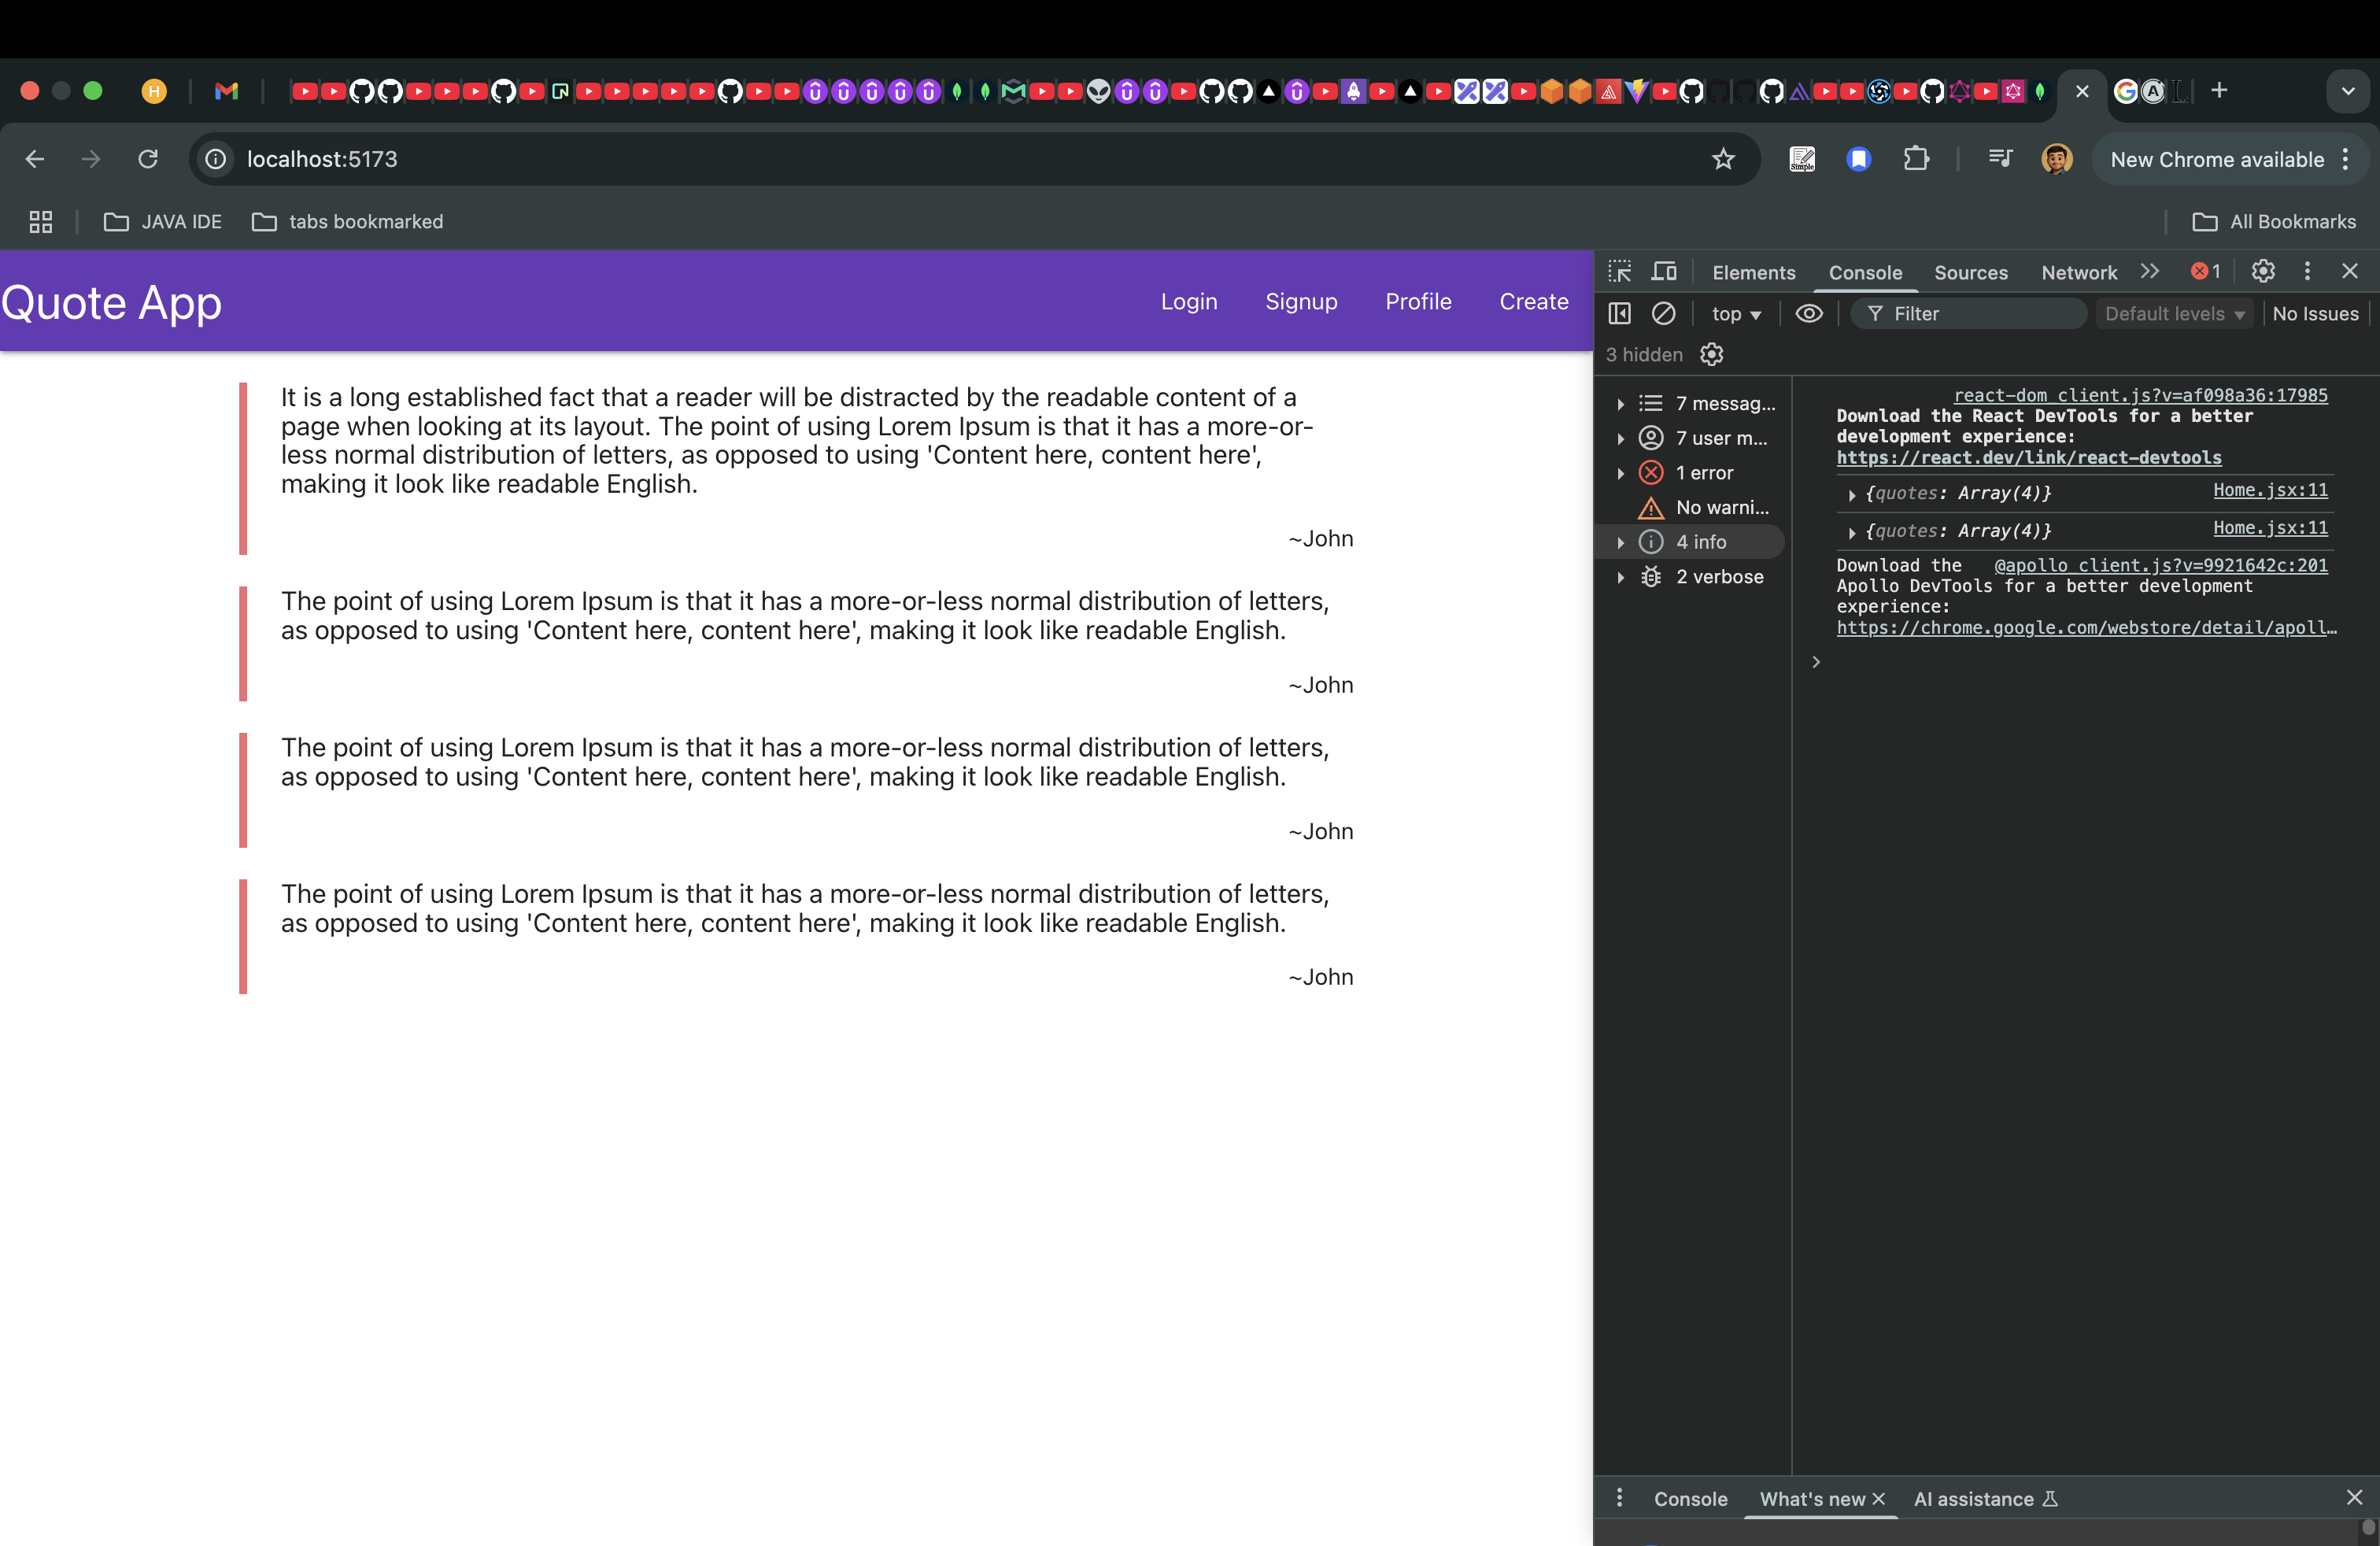 H
localhost:5173
New Chrome available
JAVA IDE
tabs bookmarked
All Bookmarks
Quote App
Login
Signup
Profile
Create
It is a long established fact that a reader will be distracted by the readable content of a
page when looking at its layout. The point of using Lorem Ipsum is that it has a more-or-
less normal distribution of letters, as opposed to using 'Content here, content here',
making it look like readable English.
~John
The point of using Lorem Ipsum is that it has a more-or-less normal distribution of letters,
as opposed to using 'Content here, content here', making it look like readable English.
~John
The point of using Lorem Ipsum is that it has a more-or-less normal distribution of letters,
as opposed to using 'Content here, content here', making it look like readable English.
~John
The point of using Lorem Ipsum is that it has a more-or-less normal distribution of letters,
as opposed to using 'Content here, content here', making it look like readable English.
~John
Elements
Console
Sources
Network
1
top
Filter
Default levels
No Issues
3 hidden
7 messag...
7 user m...
1 error
No warni...
4 info
2 verbose
react-dom_client.js?v=af098a36:17985
Download the React DevTools for a better
development experience:
https://react.dev/link/react-devtools
{quotes: Array(4)}
Home.jsx:11
{quotes: Array(4)}
Home.jsx:11
Download the @apollo_client.js?v=9921642c:201
Apollo DevTools for a better development
experience:
https://chrome.google.com/webstore/detail/apoll…
Console
What's new
AI assistance